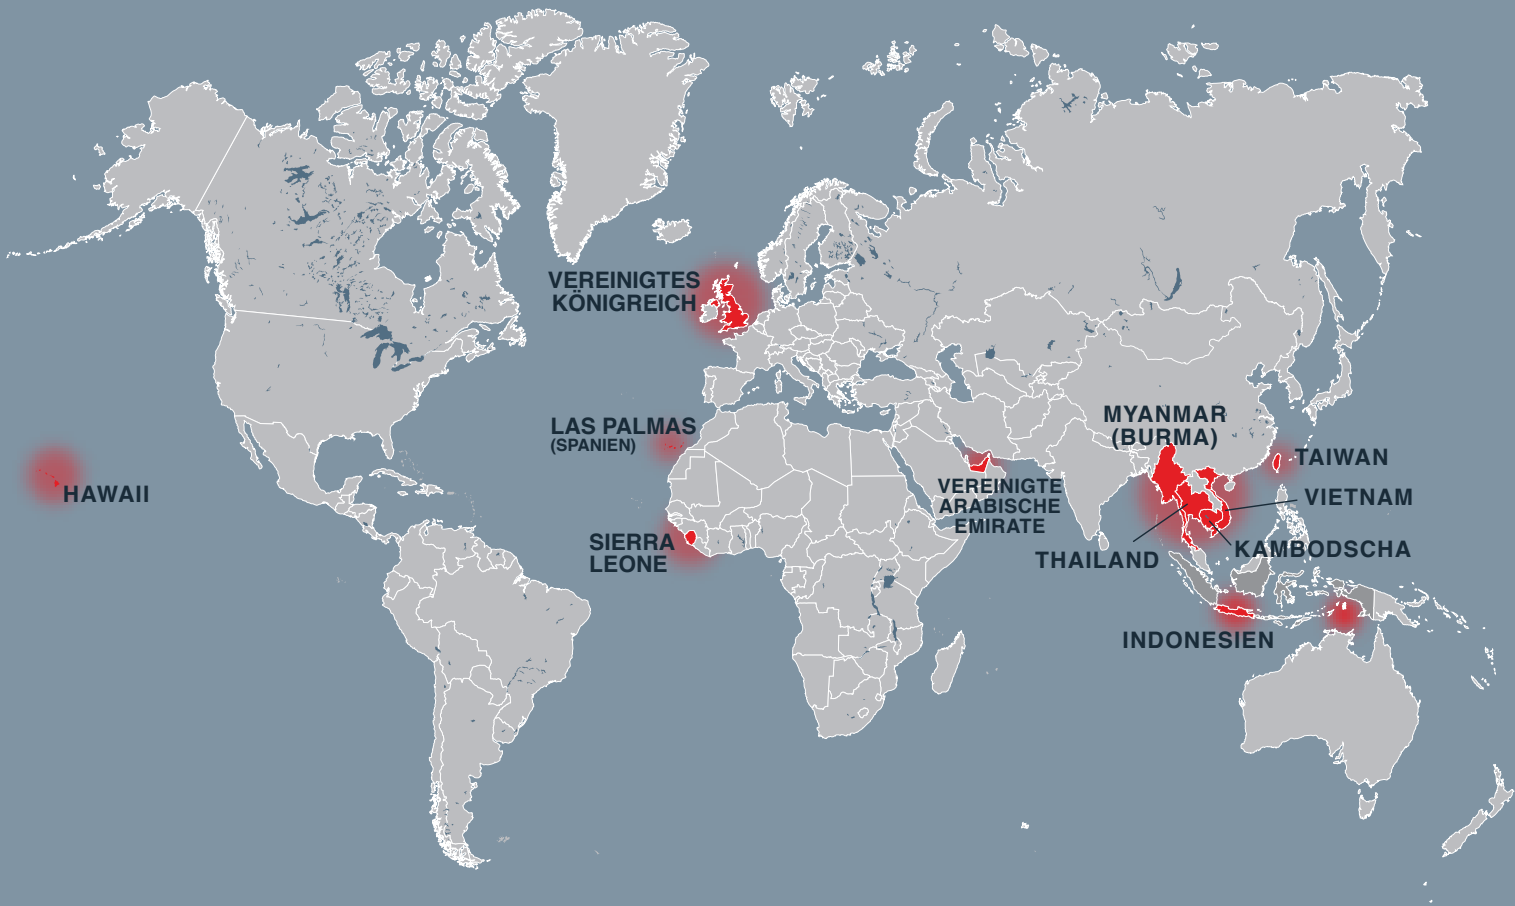 VEREINIGTES
KÖNIGREICH
LAS PALMAS
(SPANIEN)
HAWAII
SIERRA
LEONE
VEREINIGTE
ARABISCHE
EMIRATE
MYANMAR
(BURMA)
TAIWAN
VIETNAM
KAMBODSCHA
THAILAND
INDONESIEN